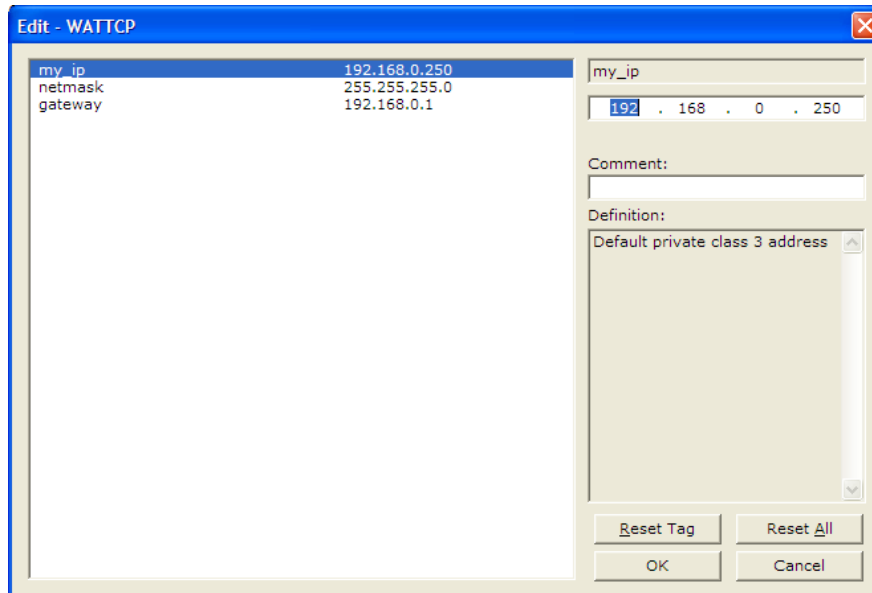 Edit - WATTCP
my_ip 192.168.0.250
netmask 255.255.255.0
gateway 192.168.0.1
my_ip
192 . 168 . 0 . 250
Comment:
Definition:
Default private class 3 address
Reset Tag Reset All
OK Cancel